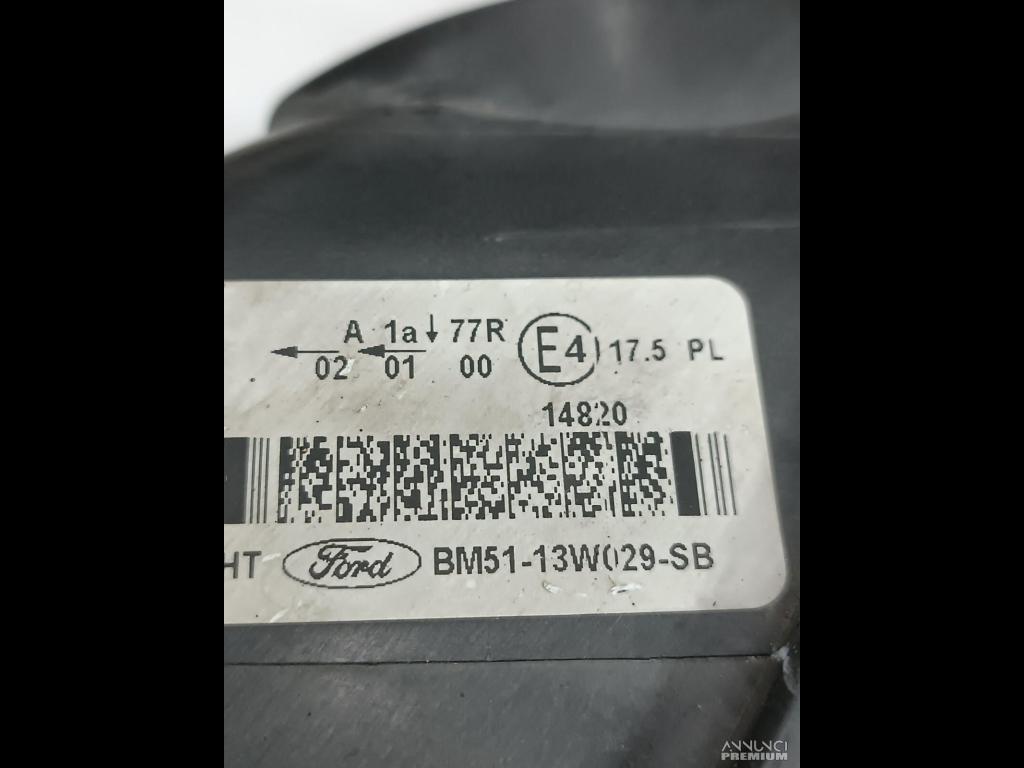 A 1a↓ 77R E4 17.5 PL
02 01 00
14820
HT Ford BM51-13W029-SB
ANNUNCI
PREMIUM